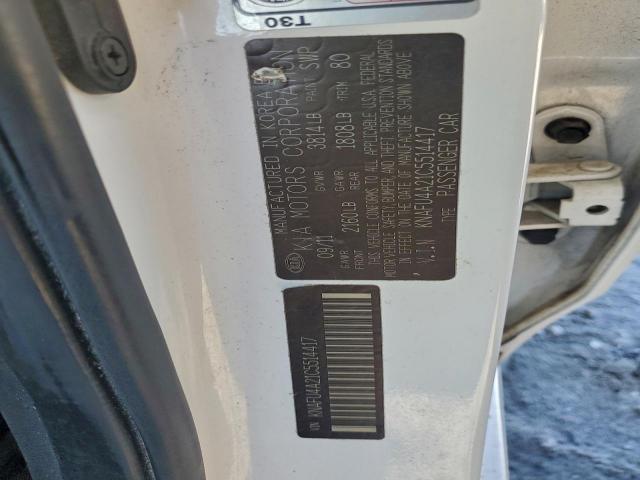 T30
MANUFACTURED IN KOREA BY
KIA MOTORS CORPORATION
09/11 GVWR 3814LB PAINT SWP
GAWR FRONT 2160LB GAWR REAR 1808LB TRIM 80
THIS VEHICLE CONFORMS TO ALL APPLICABLE U.S.A. FEDERAL
MOTOR VEHICLE SAFETY, BUMPER AND THEFT PREVENTION STANDARDS
IN EFFECT ON THE DATE OF MANUFACTURE SHOWN ABOVE
V.I.N KNAFU4A21C5514417
TYPE PASSENGER CAR
VIN: KNAFU4A21C5514417